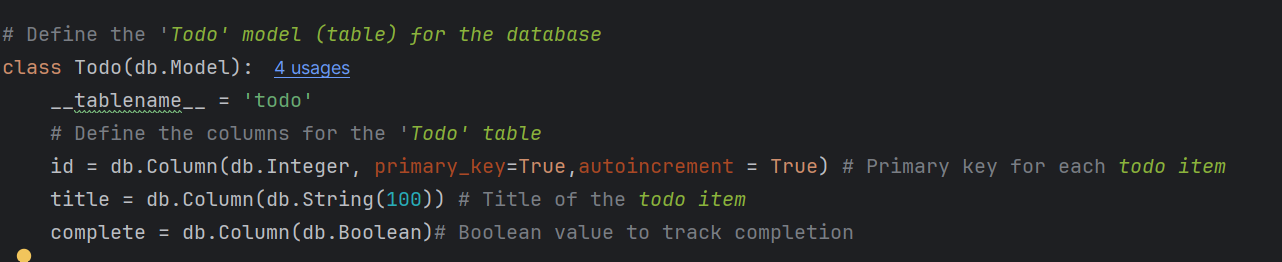 # Define the 'Todo' model (table) for the database
class Todo(db.Model): 4 usages
__tablename__ = 'todo'
# Define the columns for the 'Todo' table
id = db.Column(db.Integer, primary_key=True,autoincrement = True) # Primary key for each todo item
title = db.Column(db.String(100)) # Title of the todo item
complete = db.Column(db.Boolean)# Boolean value to track completion